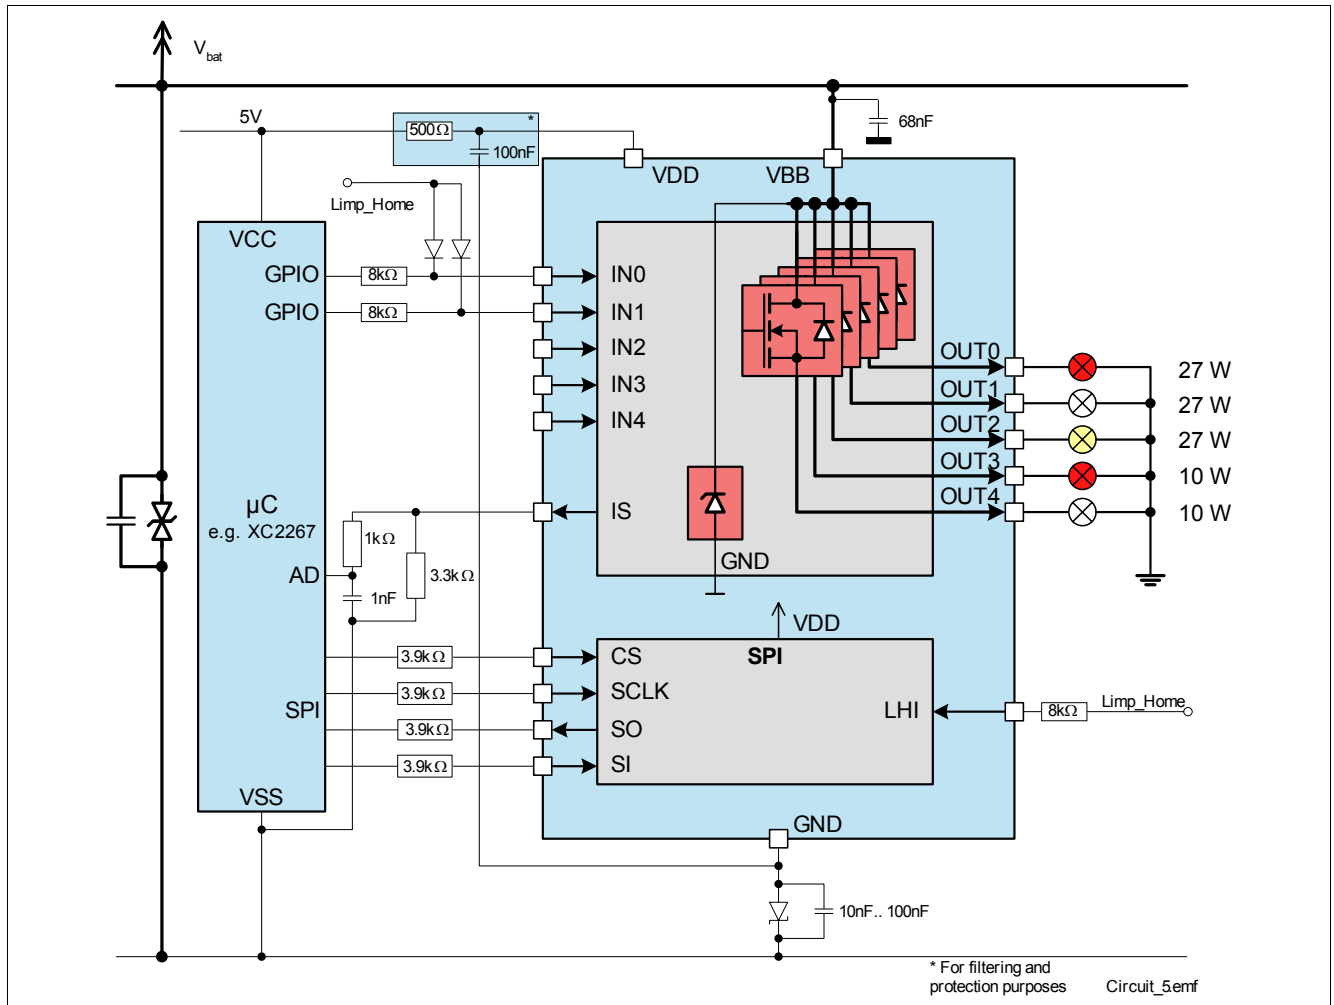 Vbat
5V
500Ω
*
100nF
68nF
VDD
VBB
Limp_Home
VCC
GPIO
8kΩ
IN0
GPIO
8kΩ
IN1
IN2
IN3
IN4
OUT0
27 W
OUT1
27 W
OUT2
27 W
OUT3
10 W
OUT4
10 W
µC
e.g. XC2267
IS
1kΩ
3.3kΩ
AD
1nF
GND
VDD
SPI
3.9kΩ
CS
3.9kΩ
SCLK
SPI
3.9kΩ
SO
3.9kΩ
SI
LHI
8kΩ
Limp_Home
VSS
GND
10nF.. 100nF
* For filtering and
protection purposes
Circuit_5.emf